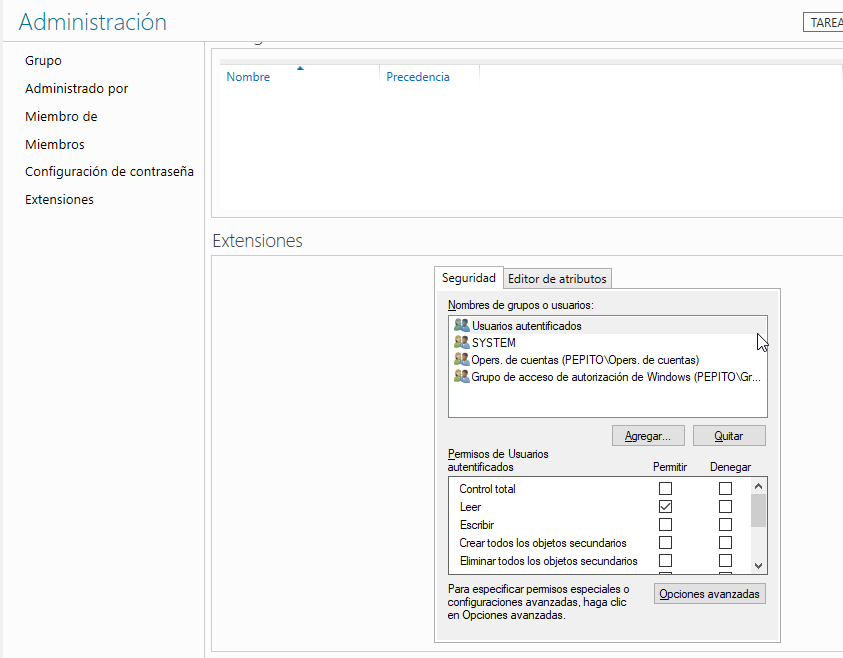 Administración
TAREA
Grupo
Administrado por
Miembro de
Miembros
Configuración de contraseña
Extensiones
Nombre
Precedencia
Extensiones
Seguridad
Editor de atributos
Nombres de grupos o usuarios:
Usuarios autentificados
SYSTEM
Opers. de cuentas (PEPITO\Opers. de cuentas)
Grupo de acceso de autorización de Windows (PEPITO\Gr...
Agregar...
Quitar
Permisos de Usuarios
autentificados
Permitir
Denegar
Control total
Leer
Escribir
Crear todos los objetos secundarios
Eliminar todos los objetos secundarios
Para especificar permisos especiales o
configuraciones avanzadas, haga clic
en Opciones avanzadas.
Opciones avanzadas